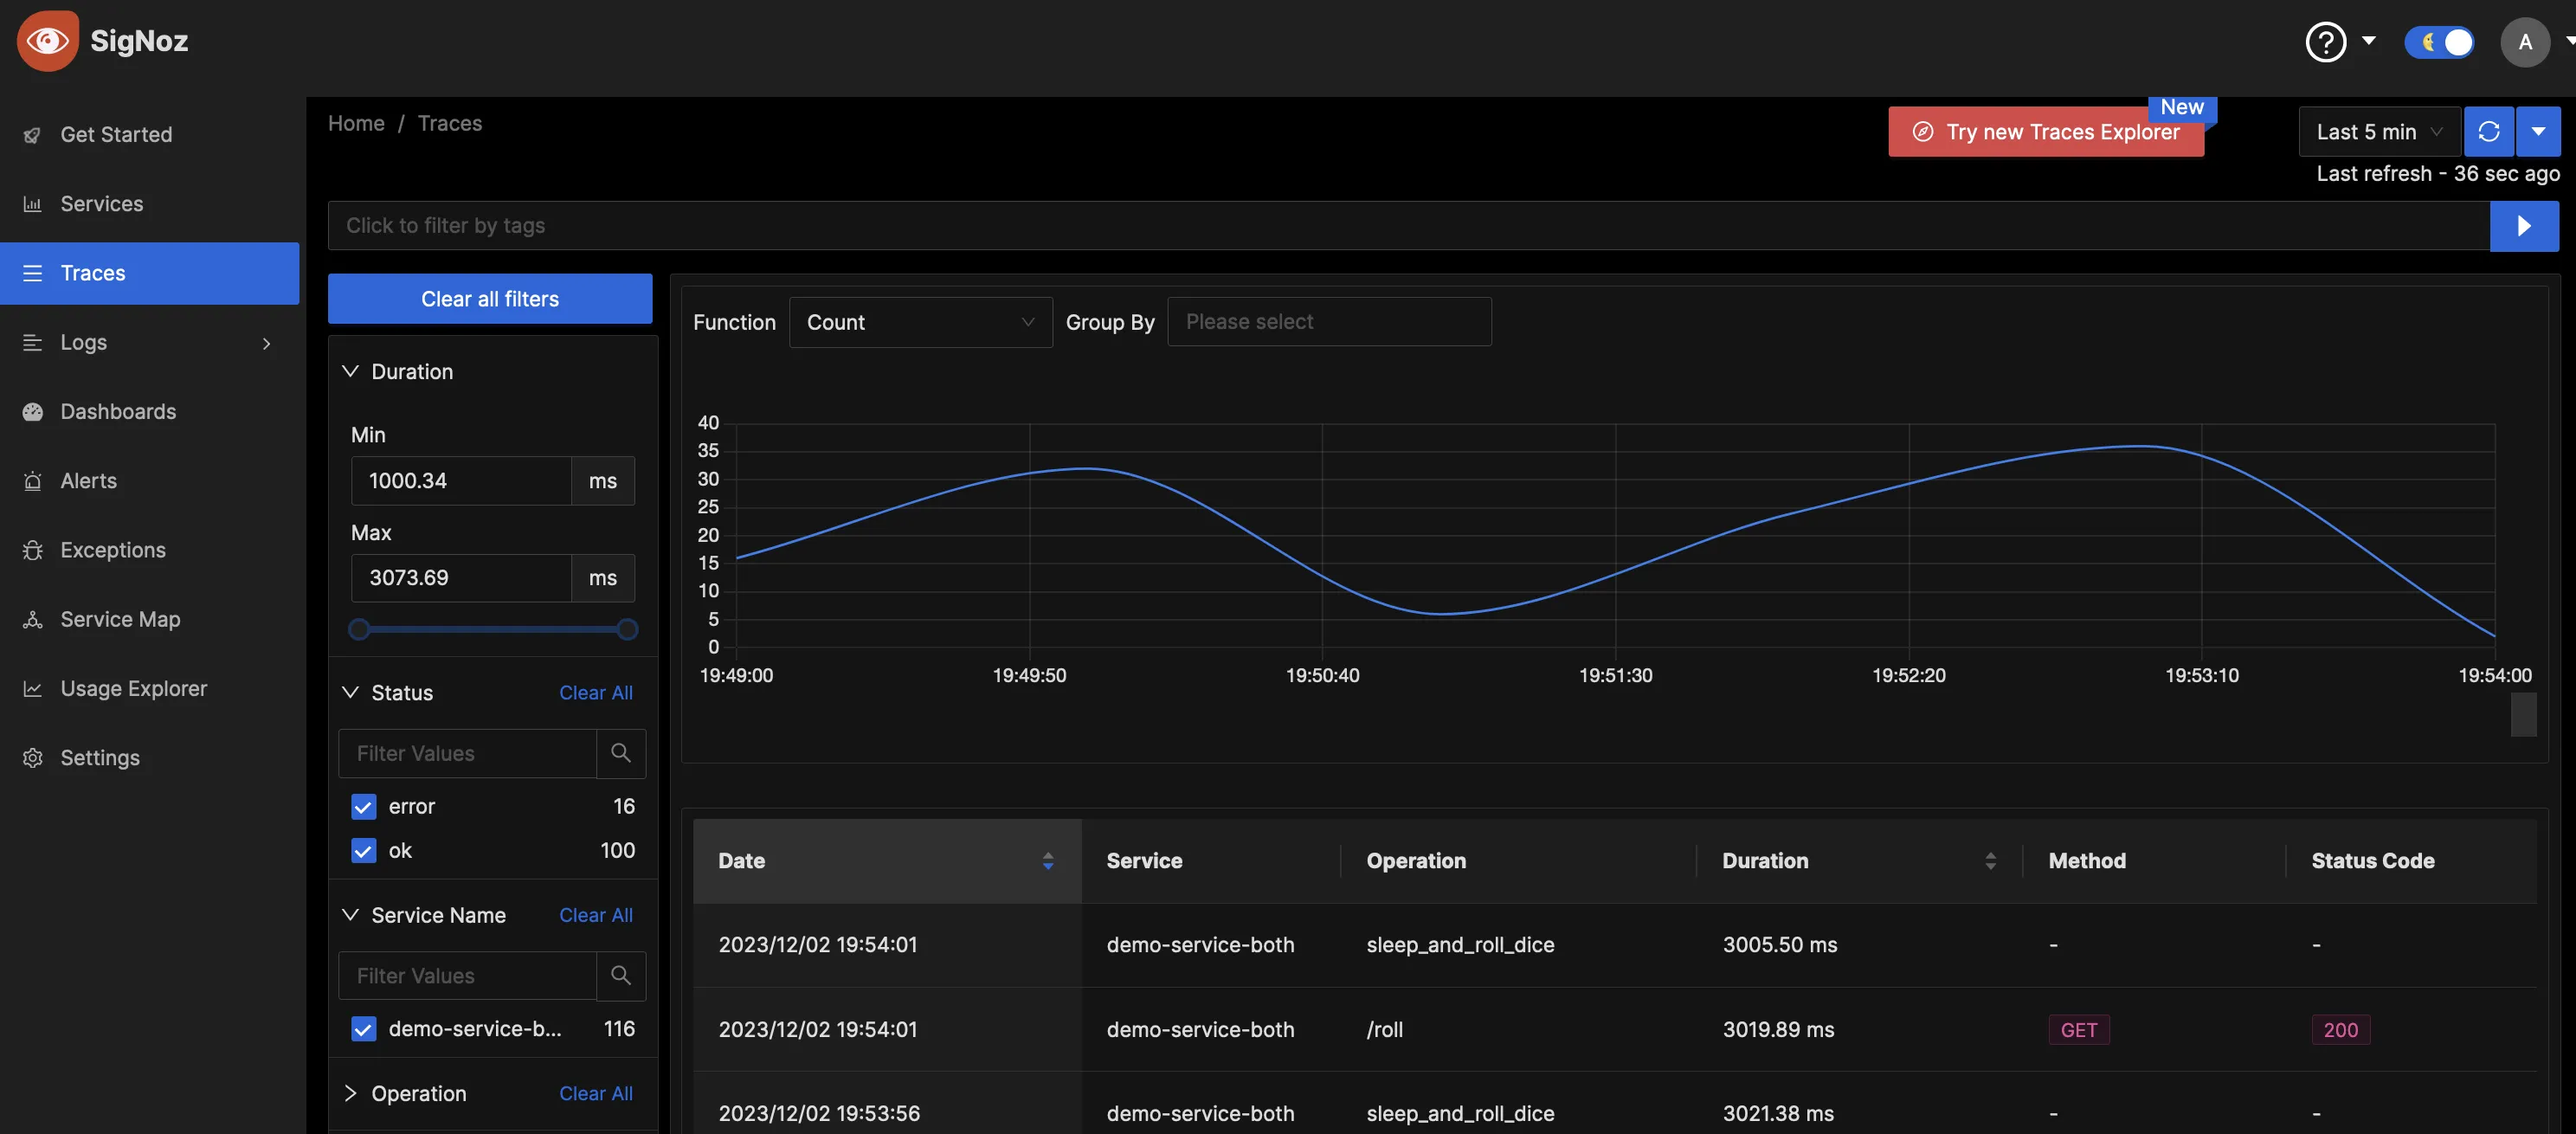 SigNoz
A
Get Started
Services
Traces
Logs
Dashboards
Alerts
Exceptions
Service Map
Usage Explorer
Settings
Home / Traces
New
Try new Traces Explorer
Last 5 min
Last refresh - 36 sec ago
Click to filter by tags
Clear all filters
Duration
Min
1000.34 ms
Max
3073.69 ms
Status Clear All
Filter Values
error 16
ok 100
Service Name Clear All
Filter Values
demo-service-b... 116
Operation Clear All
Function Count Group By Please select
40
35
30
25
20
15
10
5
0
19:49:00 19:49:50 19:50:40 19:51:30 19:52:20 19:53:10 19:54:00
Date Service Operation Duration Method Status Code
2023/12/02 19:54:01 demo-service-both sleep_and_roll_dice 3005.50 ms - -
2023/12/02 19:54:01 demo-service-both /roll 3019.89 ms GET 200
2023/12/02 19:53:56 demo-service-both sleep_and_roll_dice 3021.38 ms - -